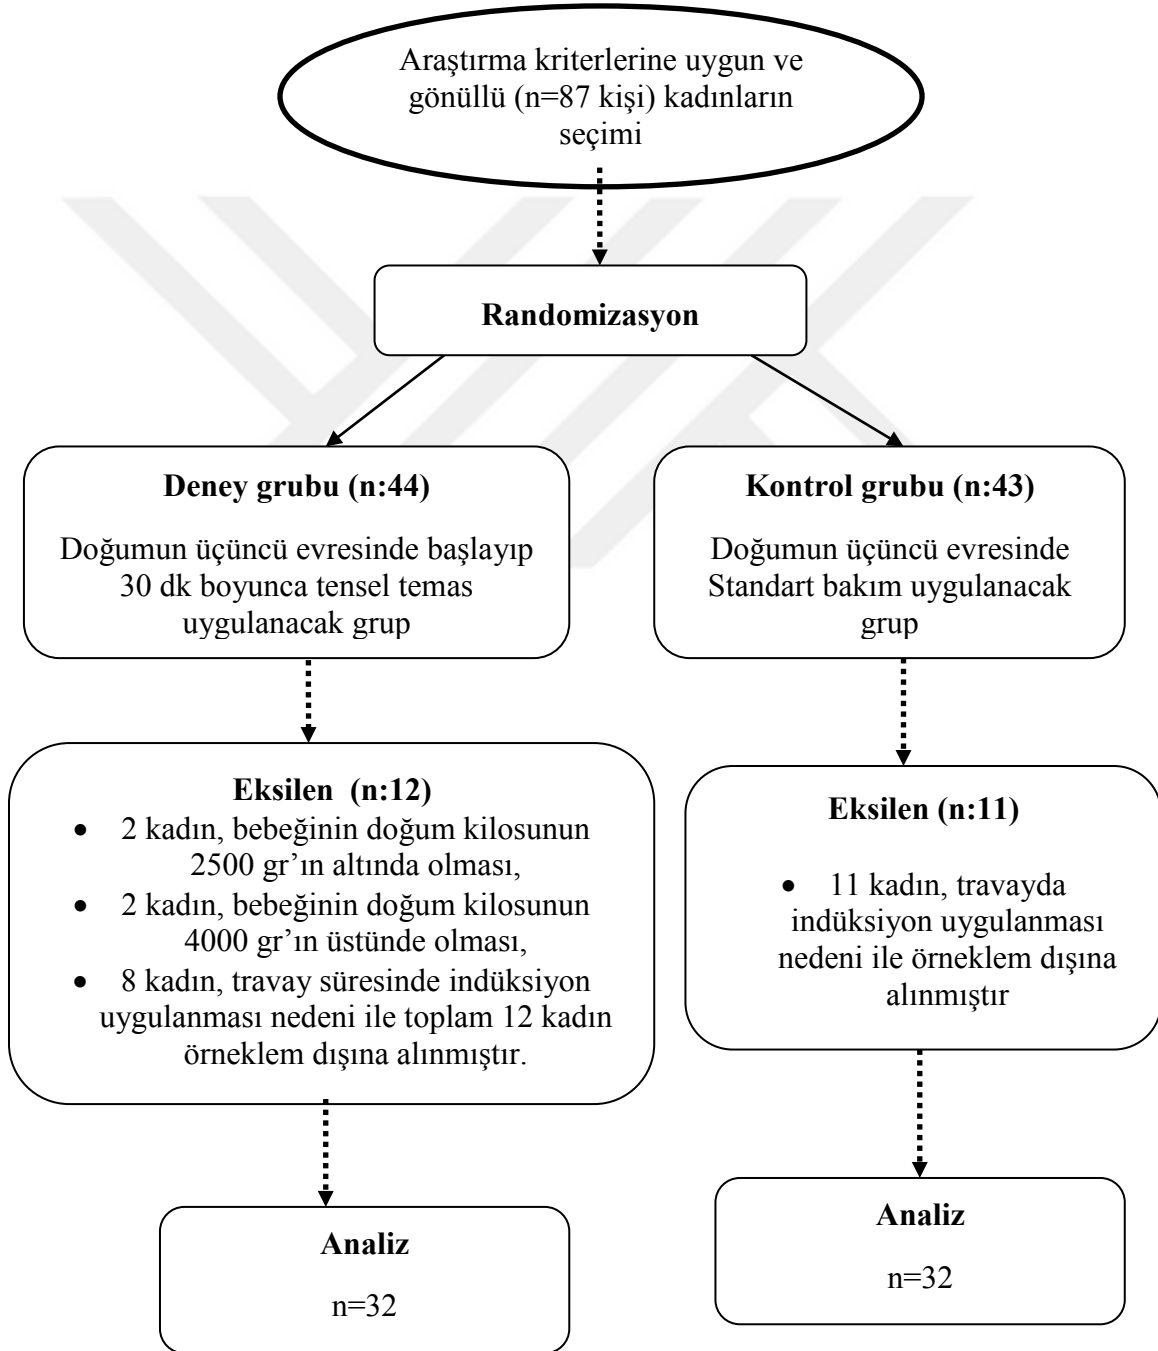 Araştırma kriterlerine uygun ve
gönüllü (n=87 kişi) kadınların
seçimi
Randomizasyon
Deney grubu (n:44)
Doğumun üçüncü evresinde başlayıp
30 dk boyunca tensel temas
uygulanacak grup
Kontrol grubu (n:43)
Doğumun üçüncü evresinde
Standart bakım uygulanacak
grup
Eksilen  (n:12)
• 2 kadın, bebeğinin doğum kilosunun
2500 gr’ın altında olması,
• 2 kadın, bebeğinin doğum kilosunun
4000 gr’ın üstünde olması,
• 8 kadın, travay süresinde indüksiyon
uygulanması nedeni ile toplam 12 kadın
örneklem dışına alınmıştır.
Eksilen (n:11)
• 11 kadın, travayda
indüksiyon uygulanması
nedeni ile örneklem dışına
alınmıştır
Analiz
n=32
Analiz
n=32